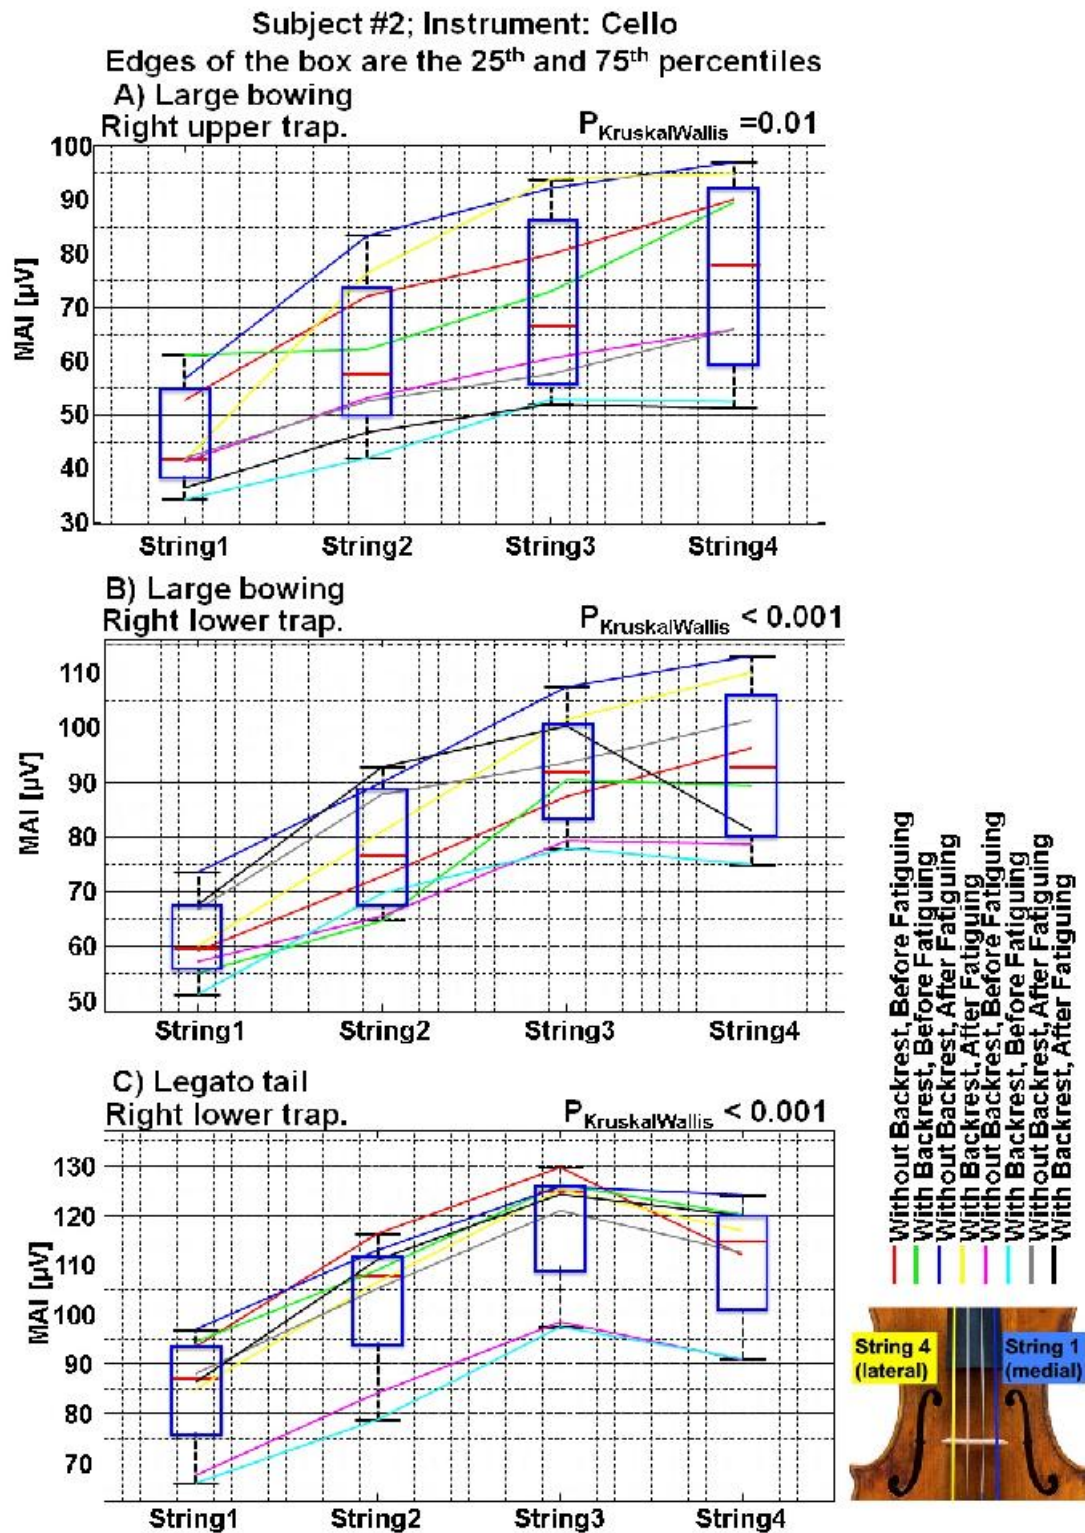 Subject #2; Instrument: Cello
Edges of the box are the 25th and 75th percentiles
A) Large bowing
Right upper trap.
PKruskalWallis =0.01
MAI [µV]
100
90
80
70
60
50
40
30
String1
String2
String3
String4
B) Large bowing
Right lower trap.
PKruskalWallis < 0.001
MAI [µV]
110
100
90
80
70
60
50
String1
String2
String3
String4
C) Legato tail
Right lower trap.
PKruskalWallis < 0.001
MAI [µV]
130
120
110
100
90
80
70
String1
String2
String3
String4
Without Backrest, Before Fatiguing
With Backrest, Before Fatiguing
Without Backrest, After Fatiguing
With Backrest, After Fatiguing
Without Backrest, Before Fatiguing
With Backrest, Before Fatiguing
Without Backrest, After Fatiguing
With Backrest, After Fatiguing
String 4
(lateral)
String 1
(medial)